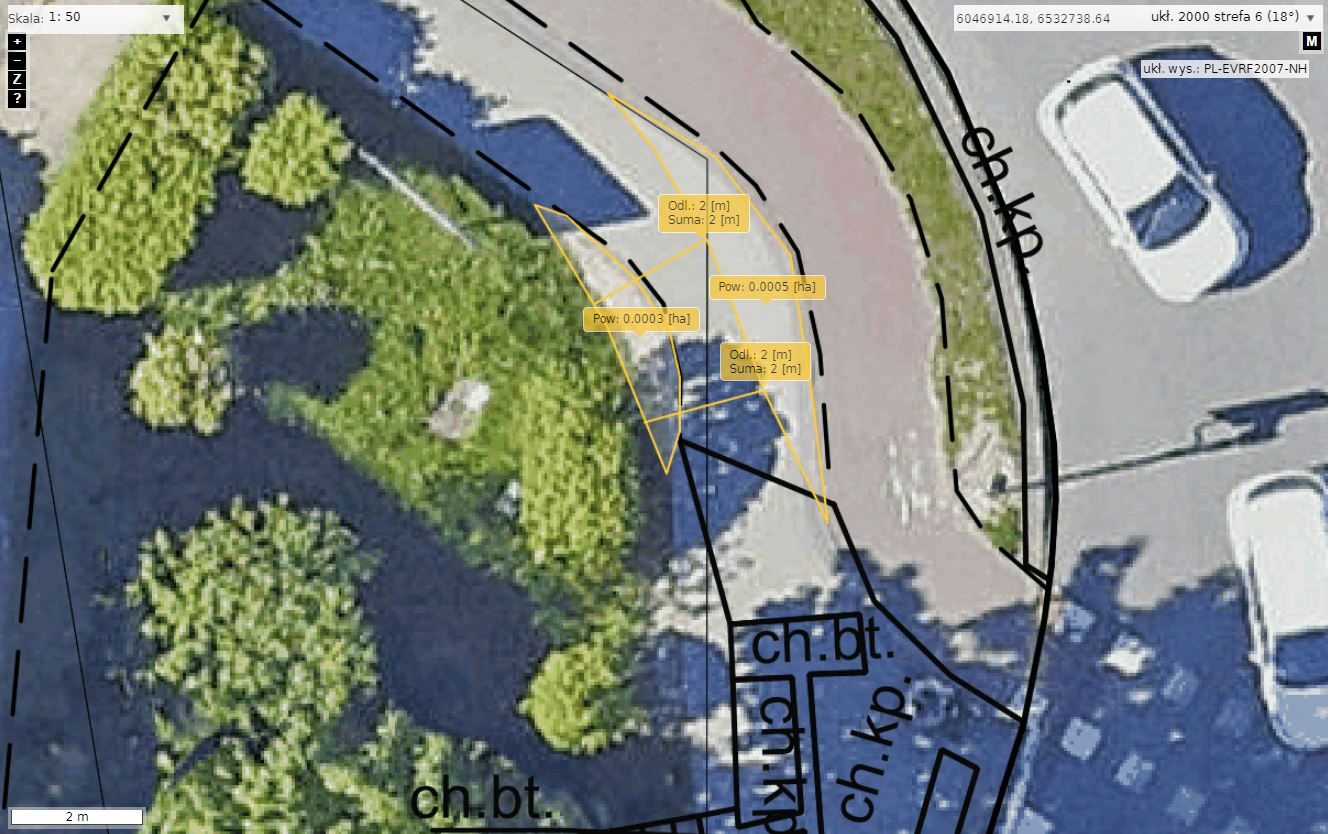 Skala: 1: 50
6046914.18, 6532738.64 ukł. 2000 strefa 6 (18°)
+
M
–
ukł. wys.: PL-EVRF2007-NH
Z
?
ch.kp.
Odl.: 2 [m]
Suma: 2 [m]
Pow: 0.0005 [ha]
Pow: 0.0003 [ha]
Odl.: 2 [m]
Suma: 2 [m]
ch.bt.
ch.kp.
ch.kp
ch.bt.
2 m